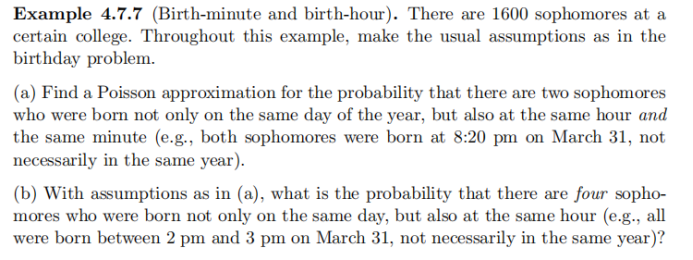 Example 4.7.7 (Birth-minute and birth-hour). There are 1600 sophomores at a
certain college. Throughout this example, make the usual assumptions as in the
birthday problem.
(a) Find a Poisson approximation for the probability that there are two sophomores
who were born not only on the same day of the year, but also at the same hour and
the same minute (e.g., both sophomores were born at 8:20 pm on March 31, not
necessarily in the same year).
(b) With assumptions as in (a), what is the probability that there are four sopho-
mores who were born not only on the same day, but also at the same hour (e.g., all
were born between 2 pm and 3 pm on March 31, not necessarily in the same year)?